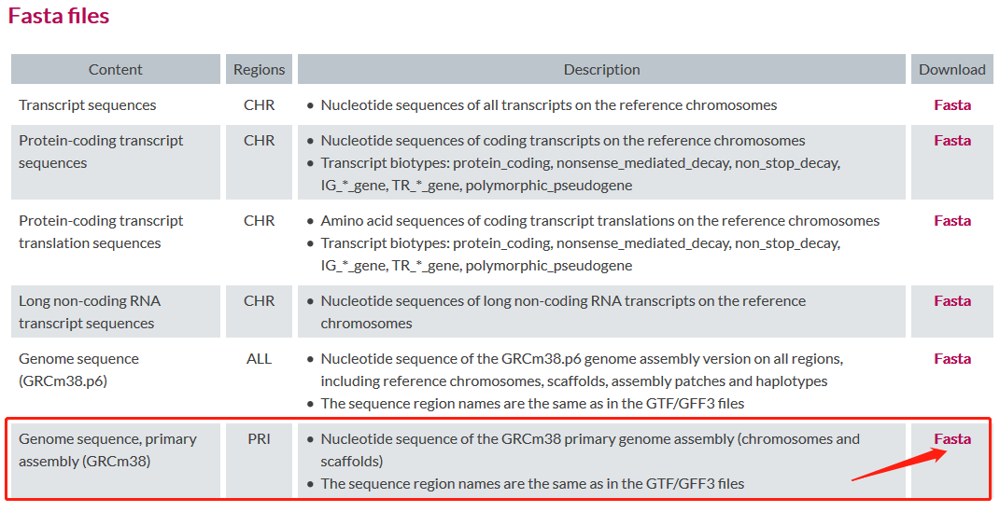 Fasta files
Content Regions Description Download
Transcript sequences CHR • Nucleotide sequences of all transcripts on the reference chromosomes Fasta
Protein-coding transcript CHR • Nucleotide sequences of coding transcripts on the reference chromosomes Fasta
sequences • Transcript biotypes: protein_coding, nonsense_mediated_decay, non_stop_decay,
IG_*_gene, TR_*_gene, polymorphic_pseudogene
Protein-coding transcript CHR • Amino acid sequences of coding transcript translations on the reference chromosomes Fasta
translation sequences • Transcript biotypes: protein_coding, nonsense_mediated_decay, non_stop_decay,
IG_*_gene, TR_*_gene, polymorphic_pseudogene
Long non-coding RNA CHR • Nucleotide sequences of long non-coding RNA transcripts on the reference Fasta
transcript sequences chromosomes
Genome sequence ALL • Nucleotide sequence of the GRCm38.p6 genome assembly version on all regions, Fasta
(GRCm38.p6) including reference chromosomes, scaffolds, assembly patches and haplotypes
• The sequence region names are the same as in the GTF/GFF3 files
Genome sequence, primary PRI • Nucleotide sequence of the GRCm38 primary genome assembly (chromosomes and Fasta
assembly (GRCm38) scaffolds)
• The sequence region names are the same as in the GTF/GFF3 files